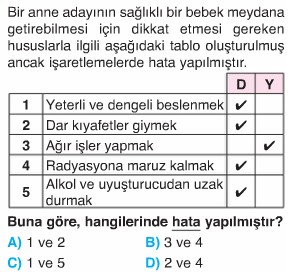 Bir anne adayının sağlıklı bir bebek meydana
getirebilmesi için dikkat etmesi gereken
hususlarla ilgili aşağıdaki tablo oluşturulmuş
ancak işaretlemelerde hata yapılmıştır.
D Y
1 Yeterli ve dengeli beslenmek ✔
2 Dar kıyafetler giymek ✔
3 Ağır işler yapmak ✔
4 Radyasyona maruz kalmak ✔
5 Alkol ve uyuşturucudan uzak
durmak ✔
Buna göre, hangilerinde hata yapılmıştır?
A) 1 ve 2 B) 3 ve 4
C) 1 ve 5 D) 2 ve 4